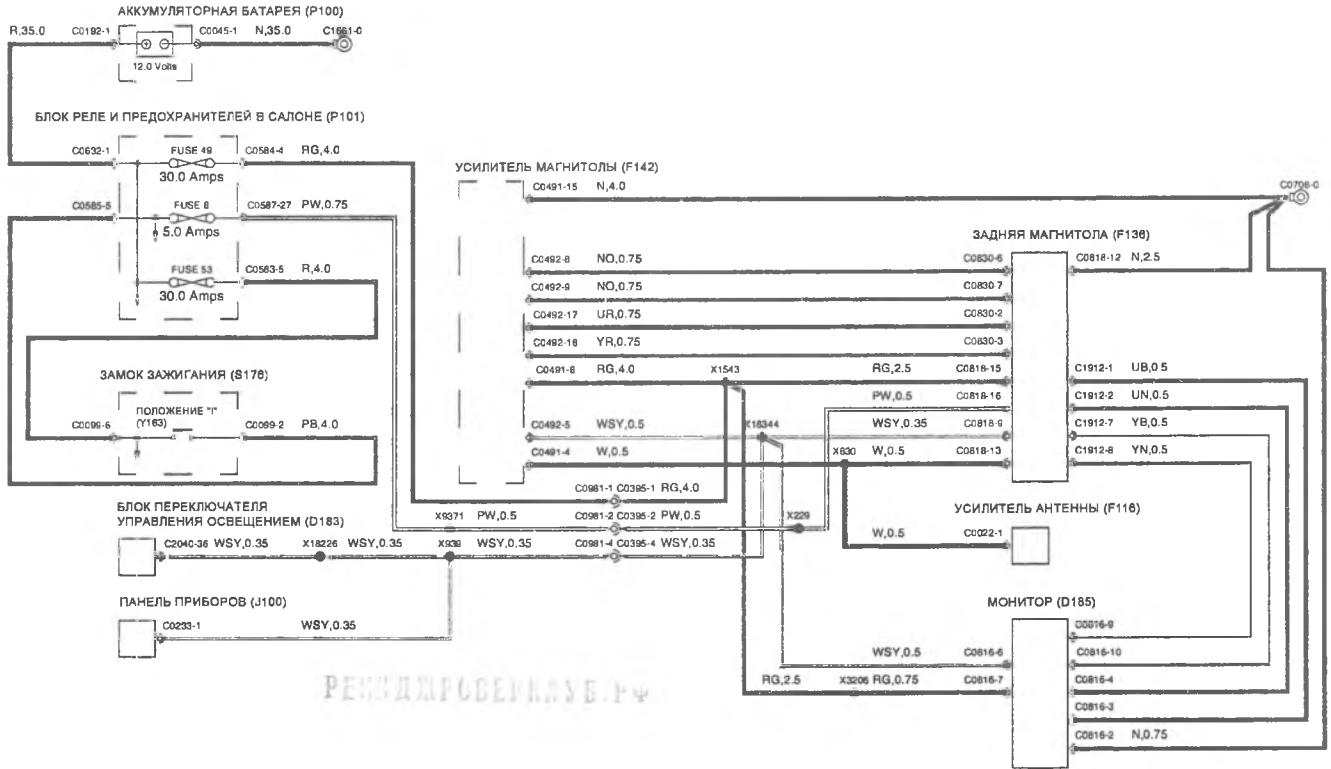 АККУМУЛЯТОРНАЯ БАТАРЕЯ (P100)
R,35.0 C0192-1 C0045-1 N,35.0 C1661-0
12.0 Volts
БЛОК РЕЛЕ И ПРЕДОХРАНИТЕЛЕЙ В САЛОНЕ (P101)
C0632-1 FUSE 49 C0584-4 RG,4.0
30.0 Amps
C0585-5 FUSE 8 C0587-27 PW,0.75
5.0 Amps
FUSE 53 C0583-5 R,4.0
30.0 Amps
ЗАМОК ЗАЖИГАНИЯ (S176)
ПОЛОЖЕНИЕ "I"
(Y163)
C0099-6 C0099-2 PB,4.0
УСИЛИТЕЛЬ МАГНИТОЛЫ (F142)
C0491-15 N,4.0 C0706-0
ЗАДНЯЯ МАГНИТОЛА (F136)
C0492-8 NO,0.75 C0830-6 C0818-12 N,2.5
C0492-9 NO,0.75 C0830-7
C0492-17 UR,0.75 C0830-2
C0492-18 YR,0.75 C0830-3
C0491-8 RG,4.0 X1543 RG,2.5 C0818-15 C1912-1 UB,0.5
PW,0.5 C0818-16 C1912-2 UN,0.5
C0492-5 WSY,0.5 X18344 WSY,0.35 C0818-9 C1912-7 YB,0.5
C0491-4 W,0.5 X830 W,0.5 C0818-13 C1912-8 YN,0.5
C0981-1 C0395-1 RG,4.0
БЛОК ПЕРЕКЛЮЧАТЕЛЯ
УПРАВЛЕНИЯ ОСВЕЩЕНИЕМ (D183)
X9371 PW,0.5 C0981-2 C0395-2 PW,0.5 X229
УСИЛИТЕЛЬ АНТЕННЫ (F116)
W,0.5 C0022-1
C2040-36 WSY,0.35 X18226 WSY,0.35 X939 WSY,0.35 C0981-4 C0395-4 WSY,0.35
ПАНЕЛЬ ПРИБОРОВ (J100)
C0233-1 WSY,0.35
МОНИТОР (D185)
C0816-9
WSY,0.5 C0816-6 C0816-10
RG,2.5 X3206 RG,0.75 C0816-7 C0816-4
C0816-3
C0816-2 N,0.75